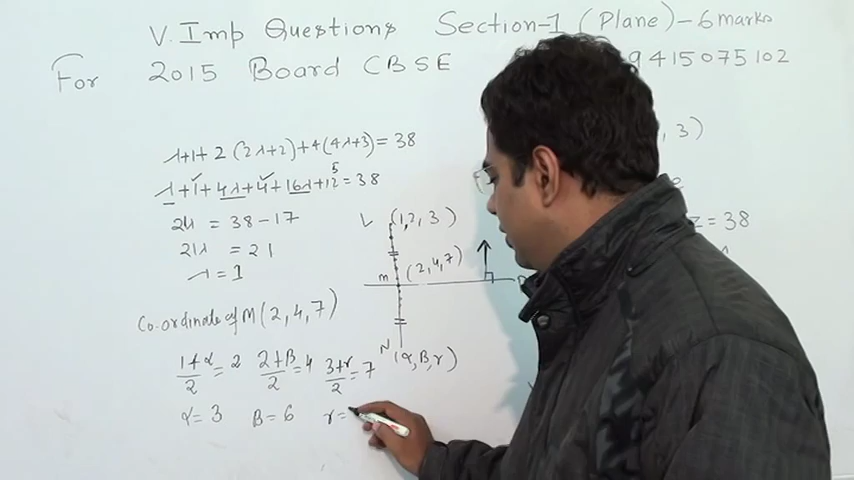 V. Imp Questions Section-1 (Plane) - 6 marks
For 2015 Board CBSE 9415075102
, 3)
λ+1+2(2λ+2)+4(4λ+3)=38
λ+1+4λ+4+16λ+12=38
5
21λ = 38-17
21λ = 21
λ=1
L (1,2,3)
M (2,4,7)
N (α,β,r)
z = 38
Co-ordinate of M(2,4,7)
1+α/2=2 2+β/2=4 3+r/2=7
α=3 β=6 r=